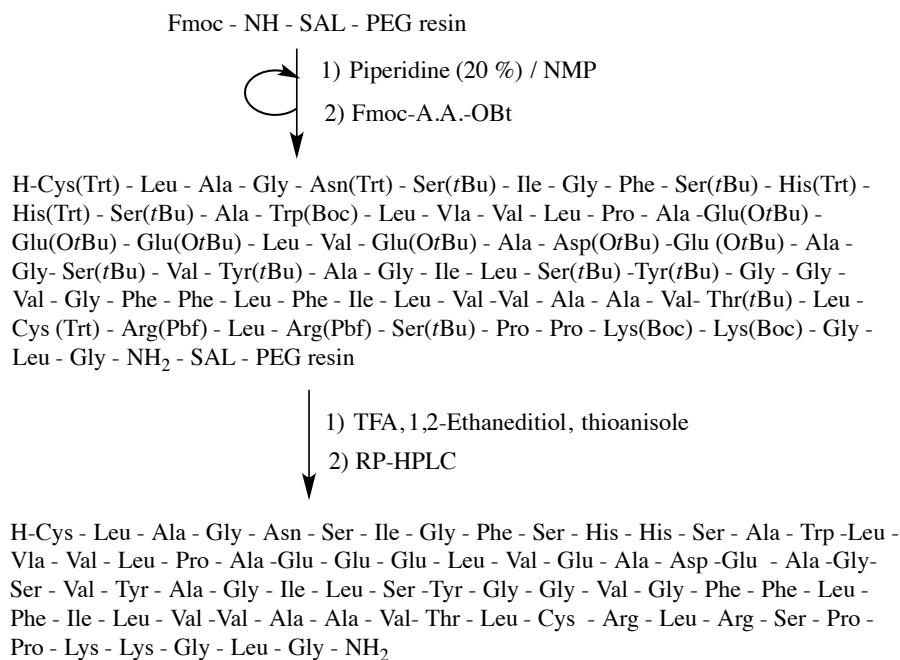 Fmoc - NH - SAL - PEG resin
1) Piperidine (20 %) / NMP
2) Fmoc-A.A.-OBt
H-Cys(Trt) - Leu - Ala - Gly - Asn(Trt) - Ser(tBu) - Ile - Gly - Phe - Ser(tBu) - His(Trt) -
His(Trt) - Ser(tBu) - Ala - Trp(Boc) - Leu - Vla - Val - Leu - Pro - Ala -Glu(OtBu) -
Glu(OtBu) - Glu(OtBu) - Leu - Val - Glu(OtBu) - Ala - Asp(OtBu) -Glu (OtBu) - Ala -
Gly- Ser(tBu) - Val - Tyr(tBu) - Ala - Gly - Ile - Leu - Ser(tBu) -Tyr(tBu) - Gly - Gly -
Val - Gly - Phe - Phe - Leu - Phe - Ile - Leu - Val -Val - Ala - Ala - Val- Thr(tBu) - Leu -
Cys (Trt) - Arg(Pbf) - Leu - Arg(Pbf) - Ser(tBu) - Pro - Pro - Lys(Boc) - Lys(Boc) - Gly -
Leu - Gly - NH₂ - SAL - PEG resin
1) TFA, 1,2-Ethaneditiol, thioanisole
2) RP-HPLC
H-Cys - Leu - Ala - Gly - Asn - Ser - Ile - Gly - Phe - Ser - His - His - Ser - Ala - Trp -Leu -
Vla - Val - Leu - Pro - Ala -Glu - Glu - Glu - Leu - Val - Glu - Ala - Asp -Glu - Ala -Gly-
Ser - Val - Tyr - Ala - Gly - Ile - Leu - Ser -Tyr - Gly - Gly - Val - Gly - Phe - Phe - Leu -
Phe - Ile - Leu - Val -Val - Ala - Ala - Val- Thr - Leu - Cys - Arg - Leu - Arg - Ser - Pro -
Pro - Lys - Lys - Gly - Leu - Gly - NH₂